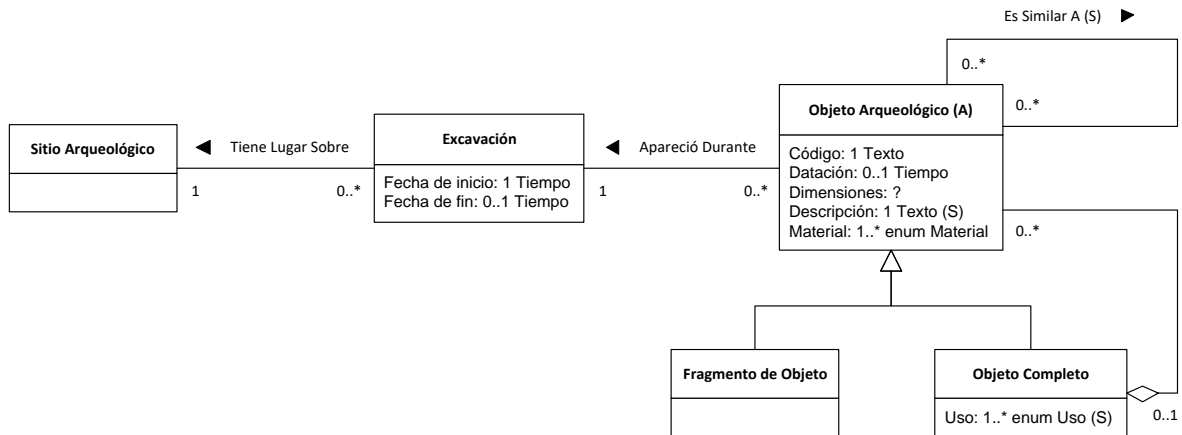 Es Similar A (S) ►
0..*
0..*
Objeto Arqueológico (A)
Código: 1 Texto
Datación: 0..1 Tiempo
Dimensiones: ?
Descripción: 1 Texto (S)
Material: 1..* enum Material
Sitio Arqueológico
◄ Tiene Lugar Sobre
1
0..*
Excavación
Fecha de inicio: 1 Tiempo
Fecha de fin: 0..1 Tiempo
◄ Apareció Durante
1
0..*
0..*
Fragmento de Objeto
Objeto Completo
Uso: 1..* enum Uso (S)
0..1